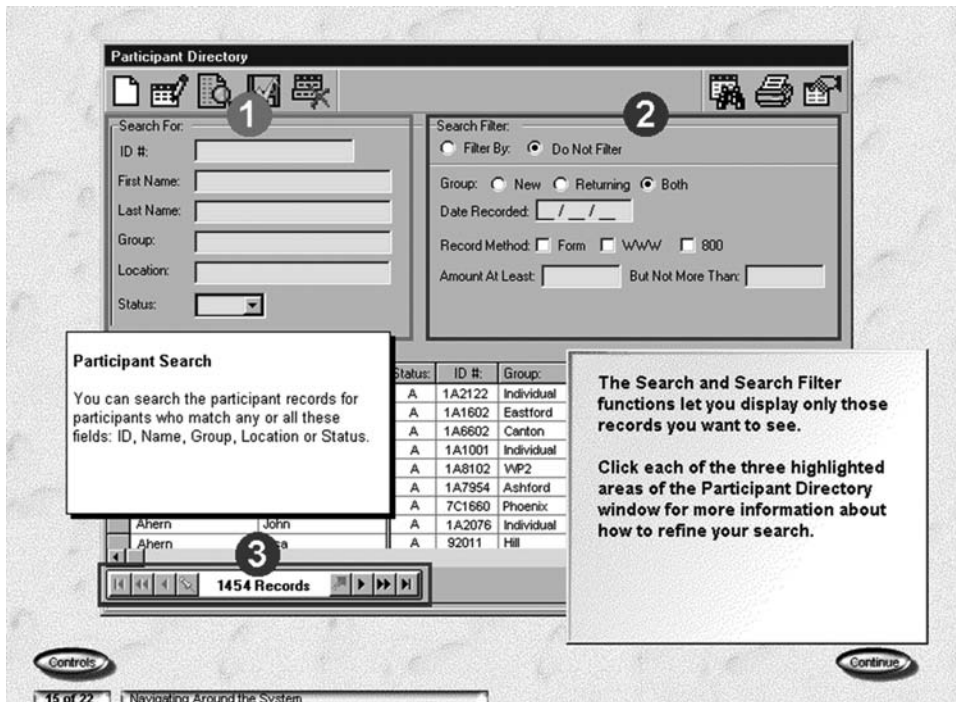 Participant Directory
1
2
Search For:
ID #:
First Name:
Last Name:
Group:
Location:
Status:
Search Filter:
Filter By: Do Not Filter
Group: New Returning Both
Date Recorded: _ / _ / _
Record Method: Form WWW 800
Amount At Least: But Not More Than:
Participant Search
You can search the participant records for
participants who match any or all these
fields: ID, Name, Group, Location or Status.
Status: ID #: Group:
A 1A2122 Individual
A 1A1602 Eastford
A 1A6602 Canton
A 1A1001 Individual
A 1A8102 WP2
A 1A7954 Ashford
A 7C1660 Phoenix
Ahern John A 1A2076 Individual
Ahern A 92011 Hill
3
1454 Records
The Search and Search Filter
functions let you display only those
records you want to see.
Click each of the three highlighted
areas of the Participant Directory
window for more information about
how to refine your search.
Controls
Continue
15 of 22 Navigating Around the System